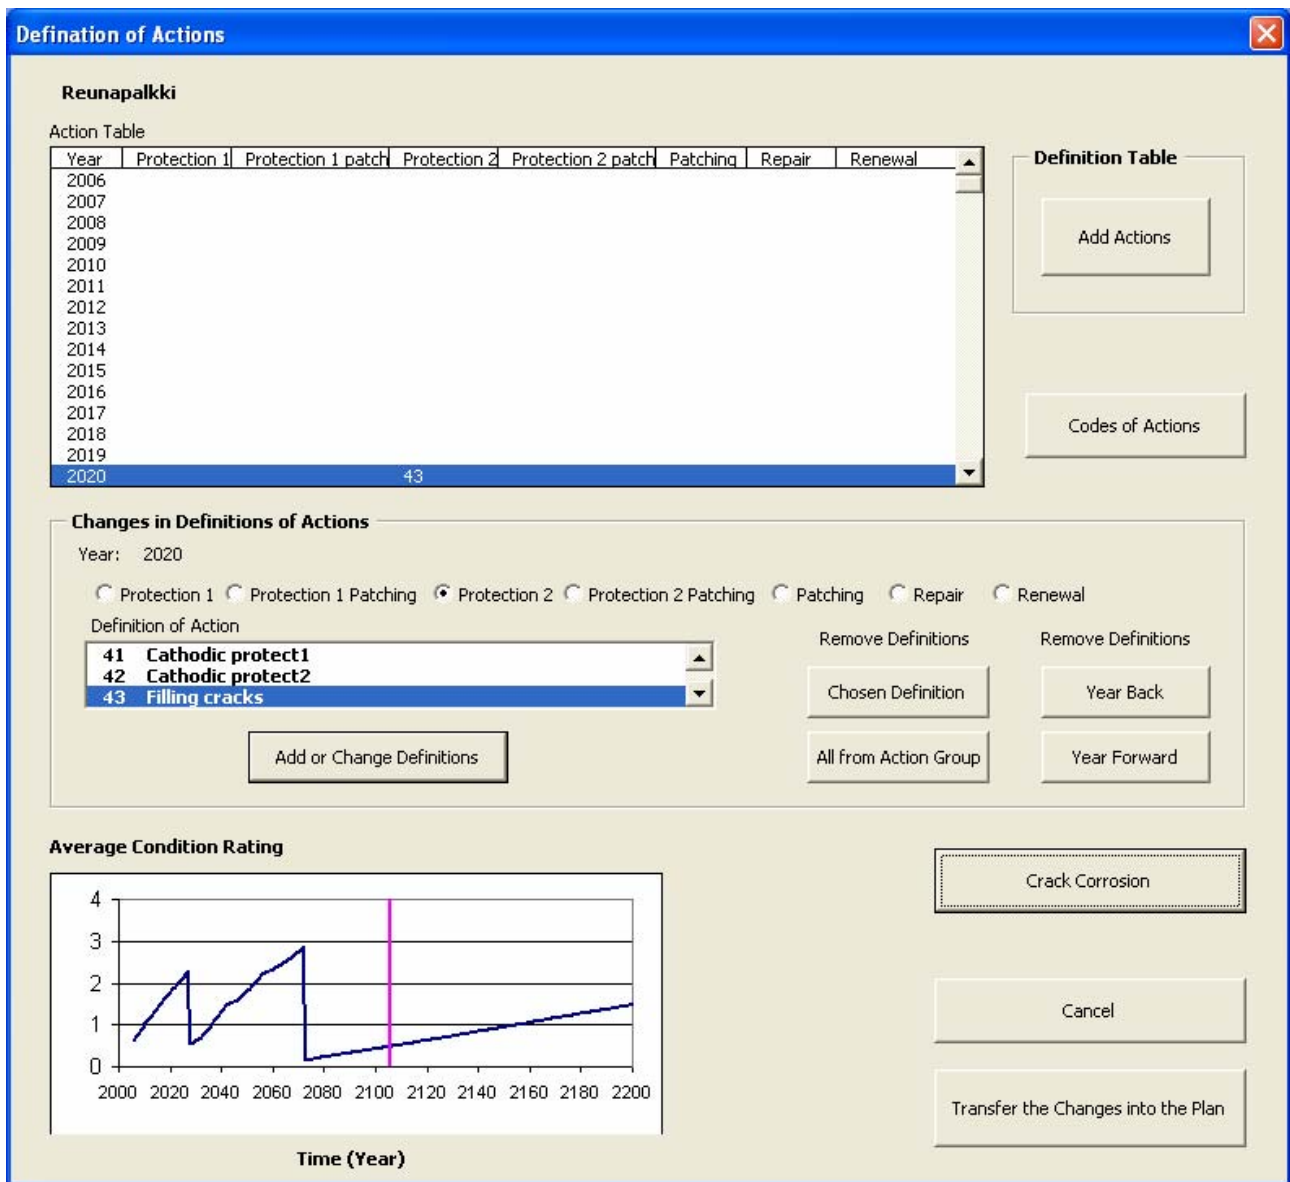 Defination of Actions
Reunapalkki
Action Table
Year Protection 1 Protection 1 patch Protection 2 Protection 2 patch Patching Repair Renewal
2006
2007
2008
2009
2010
2011
2012
2013
2014
2015
2016
2017
2018
2019
2020 43
Definition Table
Add Actions
Codes of Actions
Changes in Definitions of Actions
Year: 2020
Protection 1 Protection 1 Patching Protection 2 Protection 2 Patching Patching Repair Renewal
Definition of Action
41 Cathodic protect1
42 Cathodic protect2
43 Filling cracks
Add or Change Definitions
Remove Definitions
Chosen Definition
All from Action Group
Remove Definitions
Year Back
Year Forward
Average Condition Rating
4
3
2
1
0
2000 2020 2040 2060 2080 2100 2120 2140 2160 2180 2200
Time (Year)
Crack Corrosion
Cancel
Transfer the Changes into the Plan